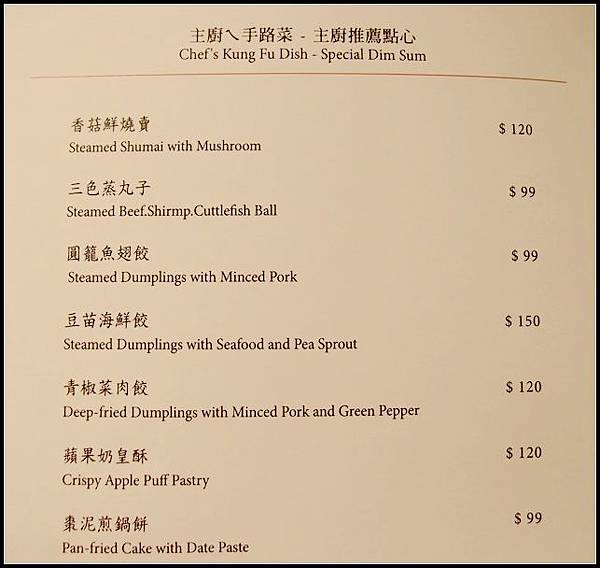 主廚ㄟ手路菜 - 主廚推薦點心
Chef's Kung Fu Dish - Special Dim Sum
香菇鮮燒賣 $ 120
Steamed Shumai with Mushroom
三色蒸丸子 $ 99
Steamed Beef.Shirmp.Cuttlefish Ball
圓籠魚翅餃 $ 99
Steamed Dumplings with Minced Pork
豆苗海鮮餃 $ 150
Steamed Dumplings with Seafood and Pea Sprout
青椒菜肉餃 $ 120
Deep-fried Dumplings with Minced Pork and Green Pepper
蘋果奶皇酥 $ 120
Crispy Apple Puff Pastry
棗泥煎鍋餅 $ 99
Pan-fried Cake with Date Paste